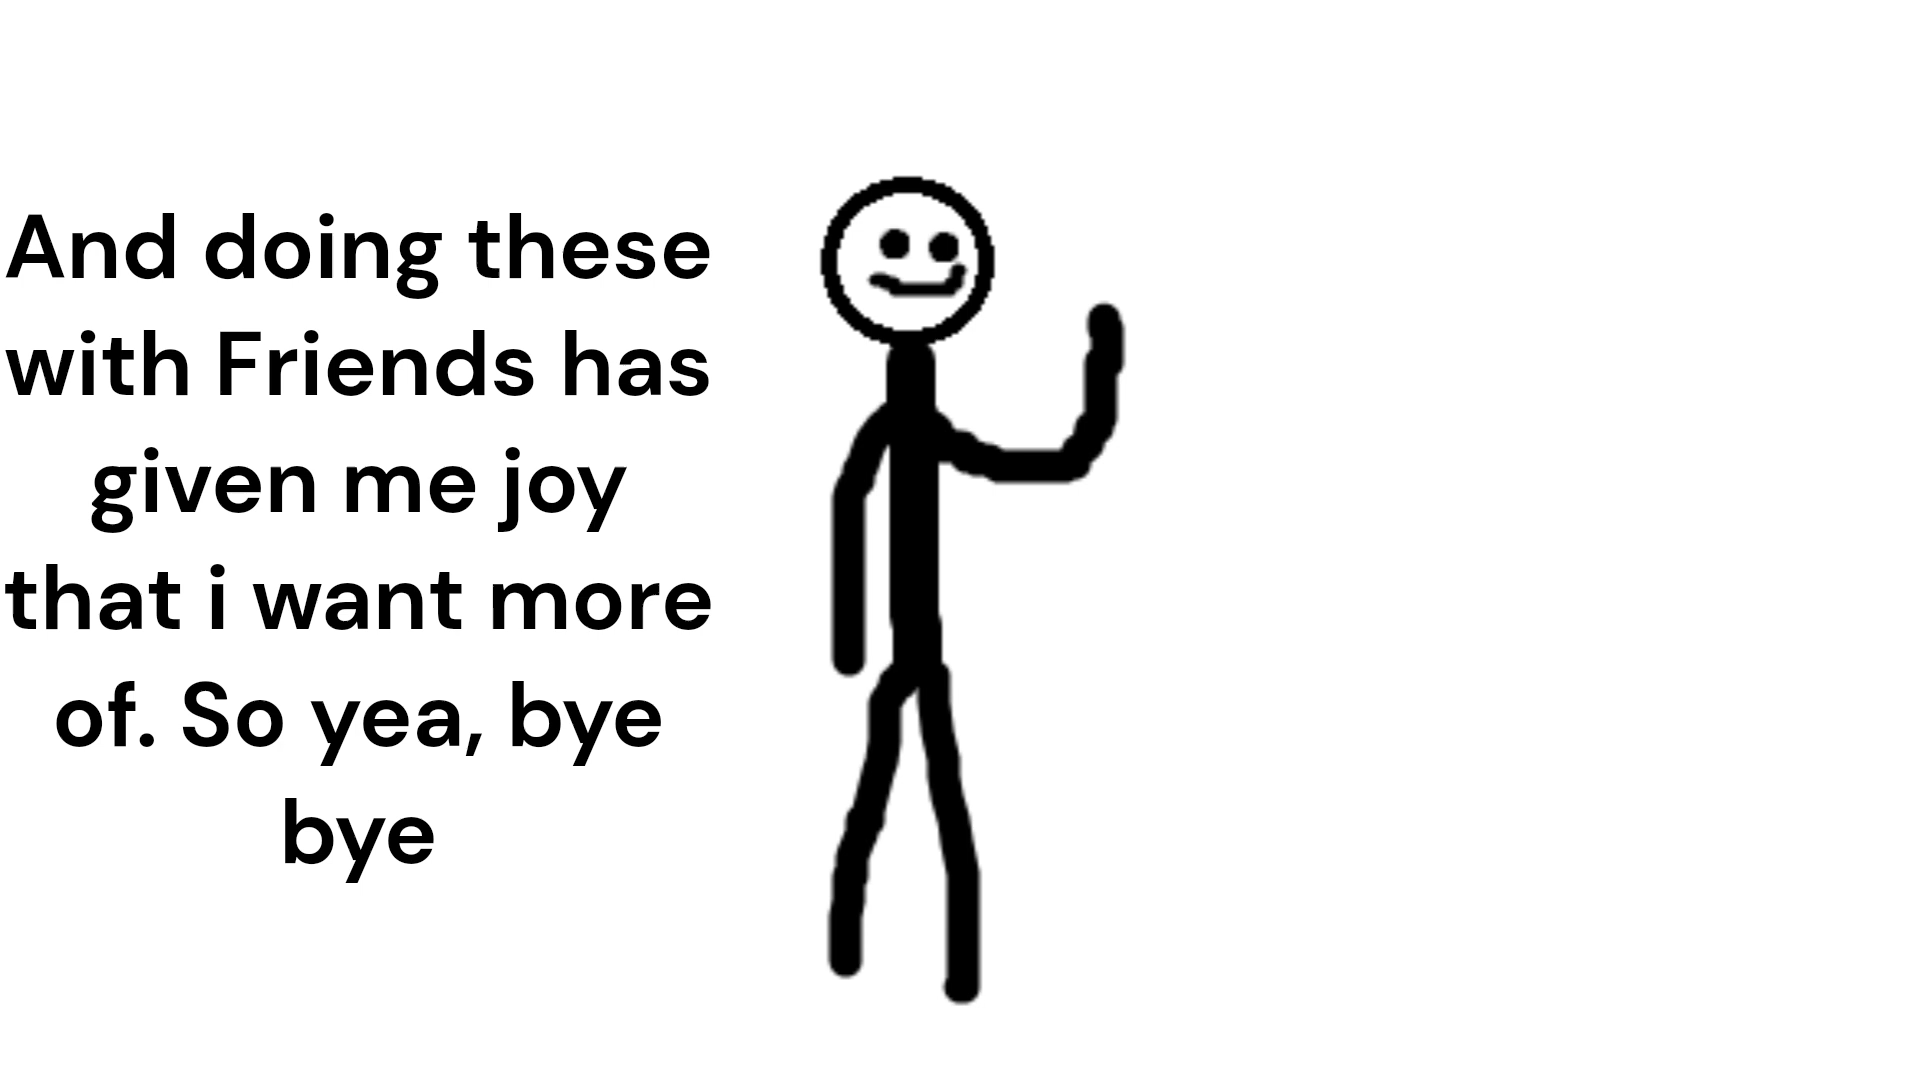 And doing these
with Friends has
given me joy
that i want more
of. So yea, bye
bye